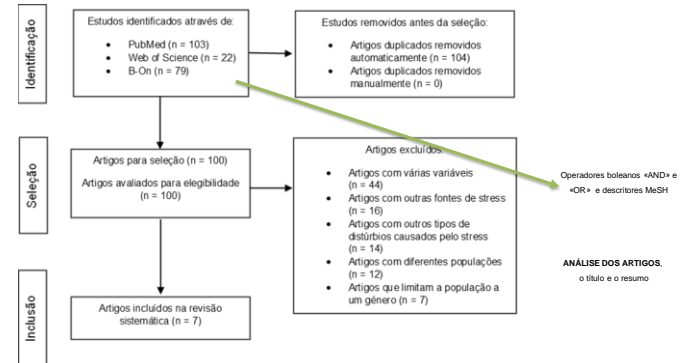 Identificação
Estudos identificados através de:
• PubMed (n = 103)
• Web of Science (n = 22)
• B-On (n = 79)
Estudos removidos antes da seleção:
• Artigos duplicados removidos
automaticamente (n = 104)
• Artigos duplicados removidos
manualmente (n = 0)
Seleção
Artigos para seleção (n = 100)
Artigos avaliados para elegibilidade
(n = 100)
Artigos excluídos:
• Artigos com várias variáveis
(n = 44)
• Artigos com outras fontes de stress
(n = 16)
• Artigos com outros tipos de
distúrbios causados pelo stress
(n = 14)
• Artigos com diferentes populações
(n = 12)
• Artigos que limitam a população a
um género (n = 7)
Operadores boleanos «AND» e
«OR» e descritores MeSH
ANÁLISE DOS ARTIGOS,
o título e o resumo
Inclusão
Artigos incluídos na revisão
sistemática (n = 7)